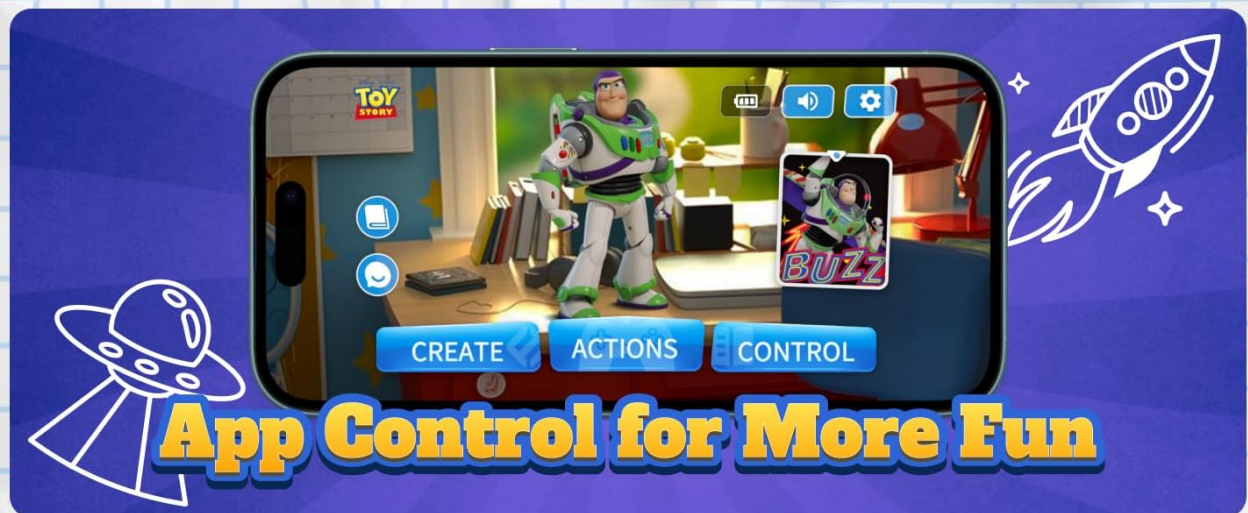 TOY
STORY
BUZZ
CREATE
ACTIONS
CONTROL
App Control for More Fun